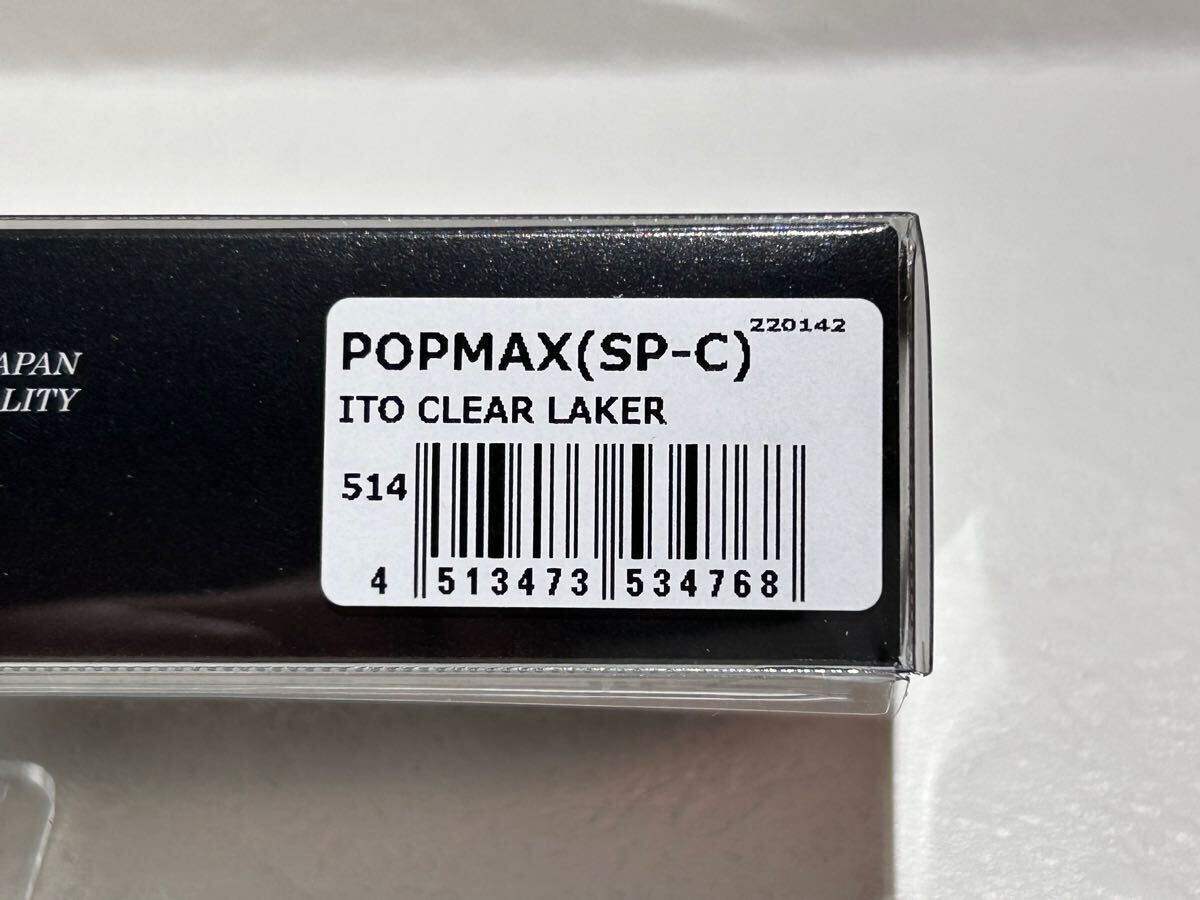 APAN
LITY
220142
POPMAX(SP-C)
ITO CLEAR LAKER
514
4 513473 534768